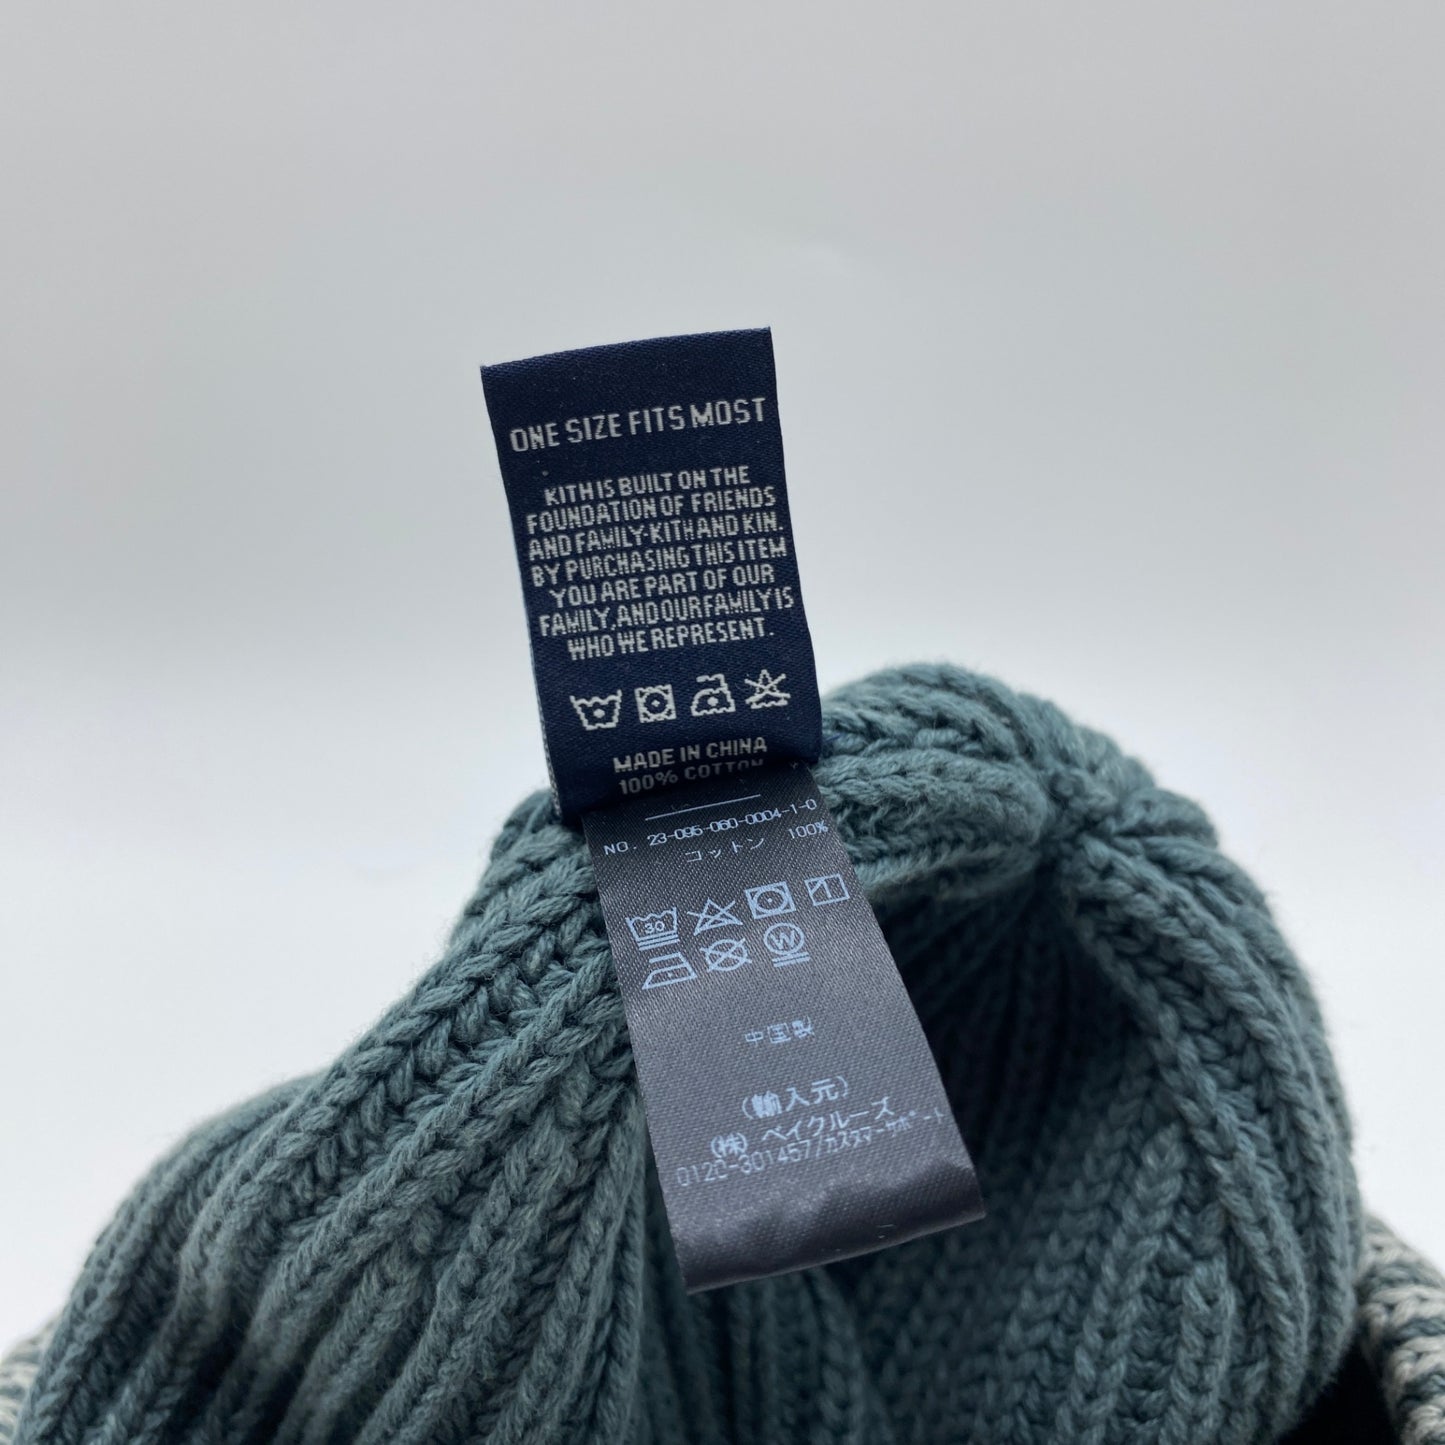 ONE SIZE FITS MOST
KITH IS BUILT ON THE
FOUNDATION OF FRIENDS
AND FAMILY-KITH AND KIN.
BY PURCHASING THIS ITEM
YOU ARE PART OF OUR
FAMILY, AND OUR FAMILY IS
WHO WE REPRESENT.
MADE IN CHINA
100% COTTON
NO. 23-095-060-0004-1-0
コットン 100%
30
W
中国製
(輸入元)
(株) ベイクルーズ
0120-301457/カスタマーサポート